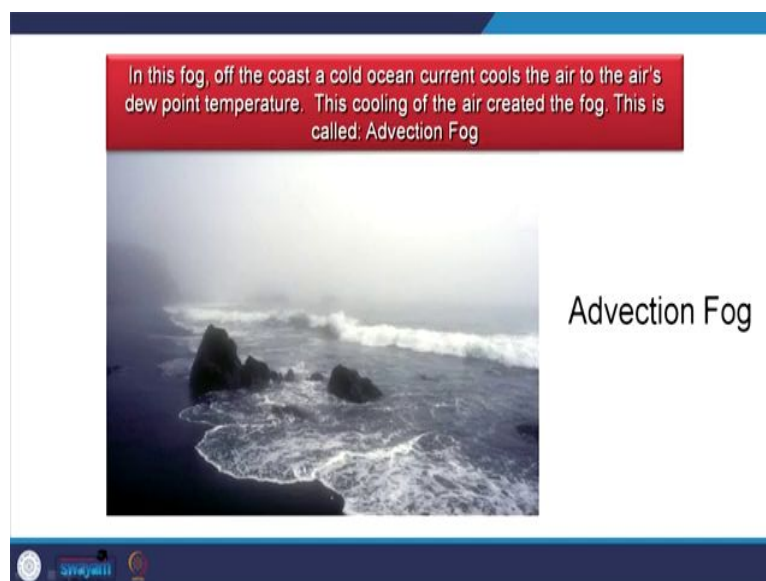 In this fog, off the coast a cold ocean current cools the air to the air's
dew point temperature. This cooling of the air created the fog. This is
called: Advection Fog
Advection Fog
swayam